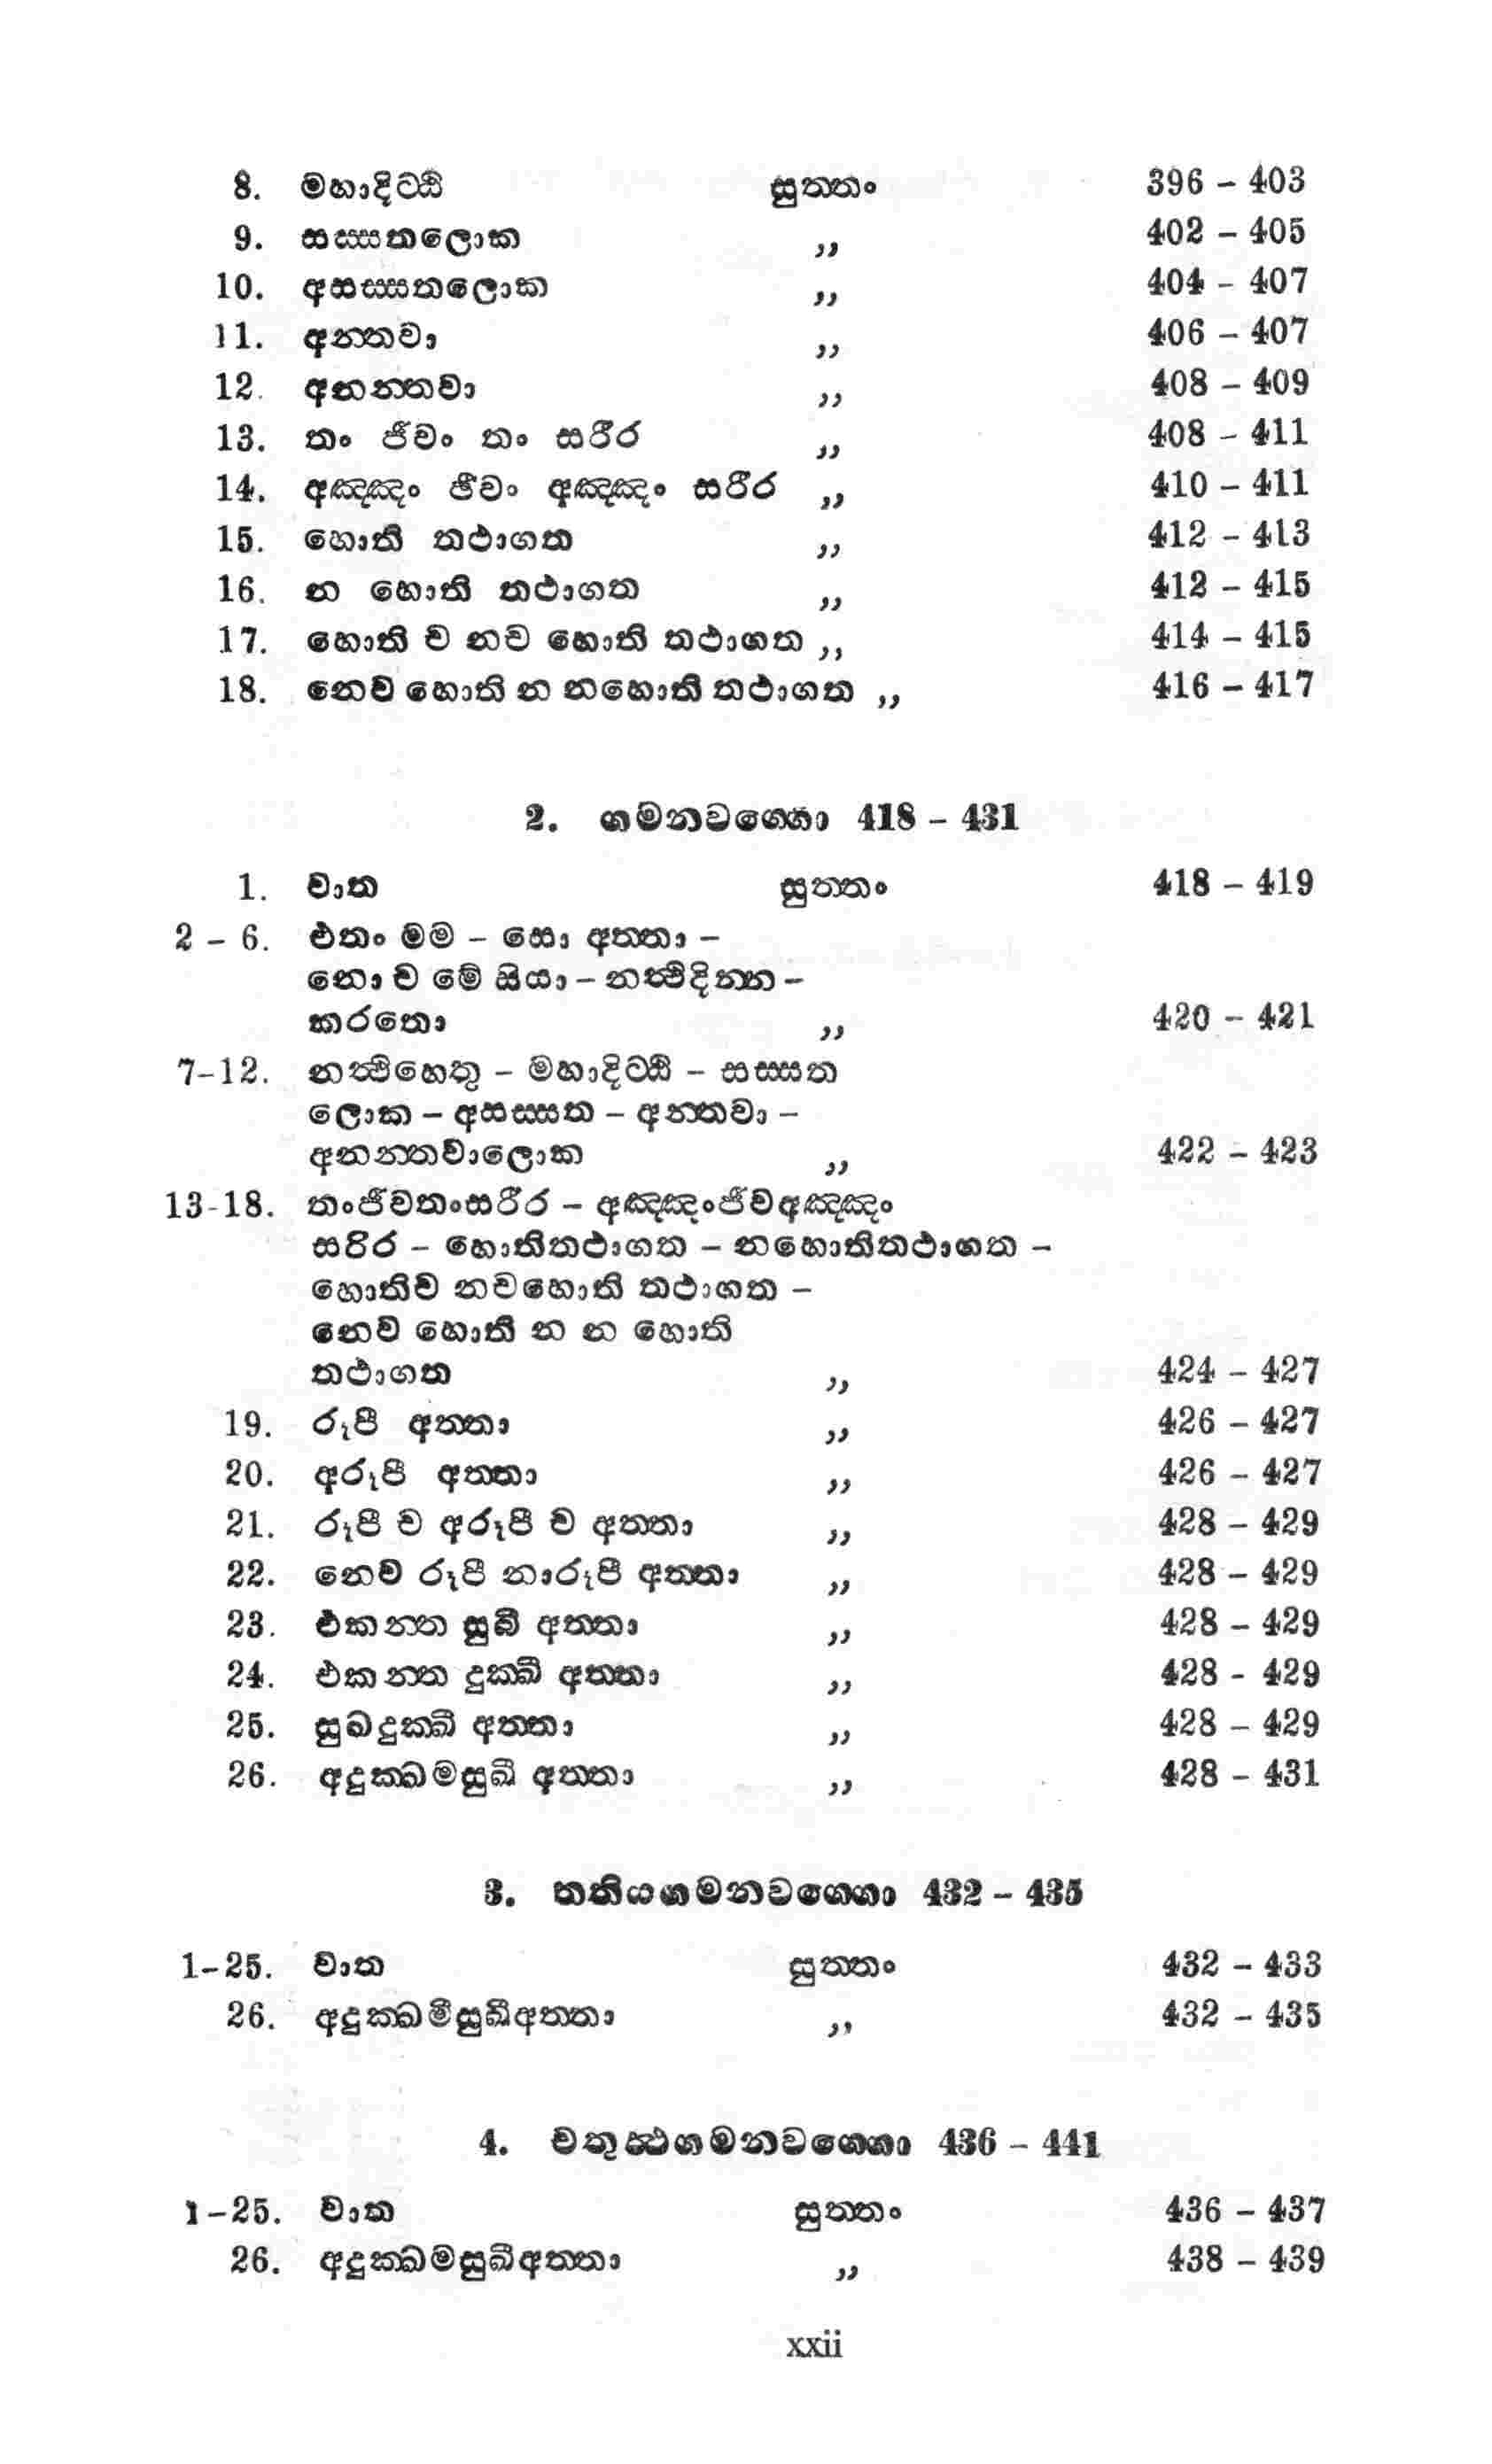 8. මහාදිට්ඨි සුත්තං 396 – 403
9. සස්සතලොක ,, 402 – 405
10. අසස්සතලොක ,, 404 – 407
11. අන්තවා ,, 406 – 407
12. අනන්තවා ,, 408 – 409
13. තං ජීවං තං සරීර ,, 408 – 411
14. අඤ්ඤං ජීවං අඤ්ඤං සරීර ,, 410 – 411
15. හොති තථාගත ,, 412 – 413
16. න හොති තථාගත ,, 412 – 415
17. හොති ච නච හොති තථාගත ,, 414 – 415
18. නෙව හොති න නහොති තථාගත ,, 416 – 417
2. ගමනවග්ගො 418 – 431
1. වාත සුත්තං 418 – 419
2 – 6. එතං මම – සො අත්තා –
නො ච මේ සියා – නත්ථිදින්න –
කරතො ,, 420 – 421
7–12. නත්ථිහෙතු – මහාදිට්ඨි – සස්සත
ලොක – අසස්සත – අන්තවා –
අනන්තවාලොක ,, 422 – 423
13-18. තංජීවතංසරීර – අඤ්ඤංජීවඅඤ්ඤං
සරිර – හොතිතථාගත – නහොතිතථාගත –
හොතිච නවහොති තථාගත –
නෙව හොති න න හොති
තථාගත ,, 424 – 427
19. රූපී අත්තා ,, 426 – 427
20. අරූපී අත්තා ,, 426 – 427
21. රූපී ච අරූපී ච අත්තා ,, 428 – 429
22. නෙව රූපී නාරූපී අත්තා ,, 428 – 429
23. එකන්ත සුඛී අත්තා ,, 428 – 429
24. එකන්ත දුක්ඛී අත්තා ,, 428 - 429
25. සුඛදුක්ඛී අත්තා ,, 428 – 429
26. අදුක්ඛමසුඛී අත්තා ,, 428 – 431
3. තතියගමනවග්ගො 432 – 435
1–25. වාත සුත්තං 432 – 433
26. අදුක්ඛමීසුඛීඅත්තා ,, 432 – 435
4. චතුත්ථගමනවග්ගො 436 – 441
1–25. වාත සුත්තං 436 – 437
26. අදුක්ඛමසුඛීඅත්තා ,, 438 – 439
xxii